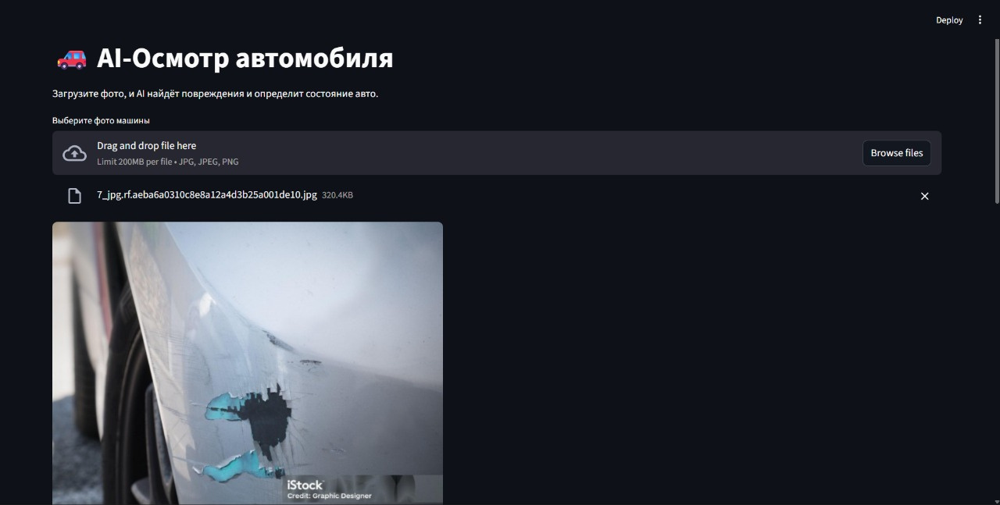 Deploy
AI-Осмотр автомобиля
Загрузите фото, и AI найдёт повреждения и определит состояние авто.
Выберите фото машины
Drag and drop file here
Limit 200MB per file • JPG, JPEG, PNG
Browse files
7_jpg.rf.aeba6a0310c8e8a12a4d3b25a001de10.jpg 320.4KB
iStock
Credit: Graphic Designer